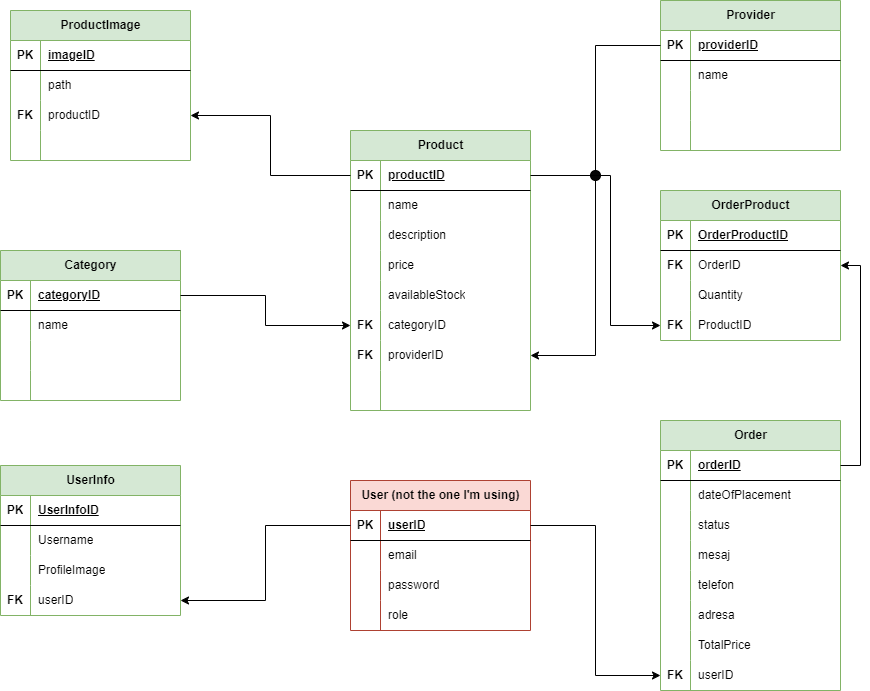 ProductImage
PK imageID
path
FK productID
Provider
PK providerID
name
Product
PK productID
name
description
price
availableStock
FK categoryID
FK providerID
OrderProduct
PK OrderProductID
FK OrderID
Quantity
FK ProductID
Category
PK categoryID
name
Order
PK orderID
dateOfPlacement
status
mesaj
telefon
adresa
TotalPrice
FK userID
UserInfo
PK UserInfoID
Username
ProfileImage
FK userID
User (not the one I'm using)
PK userID
email
password
role